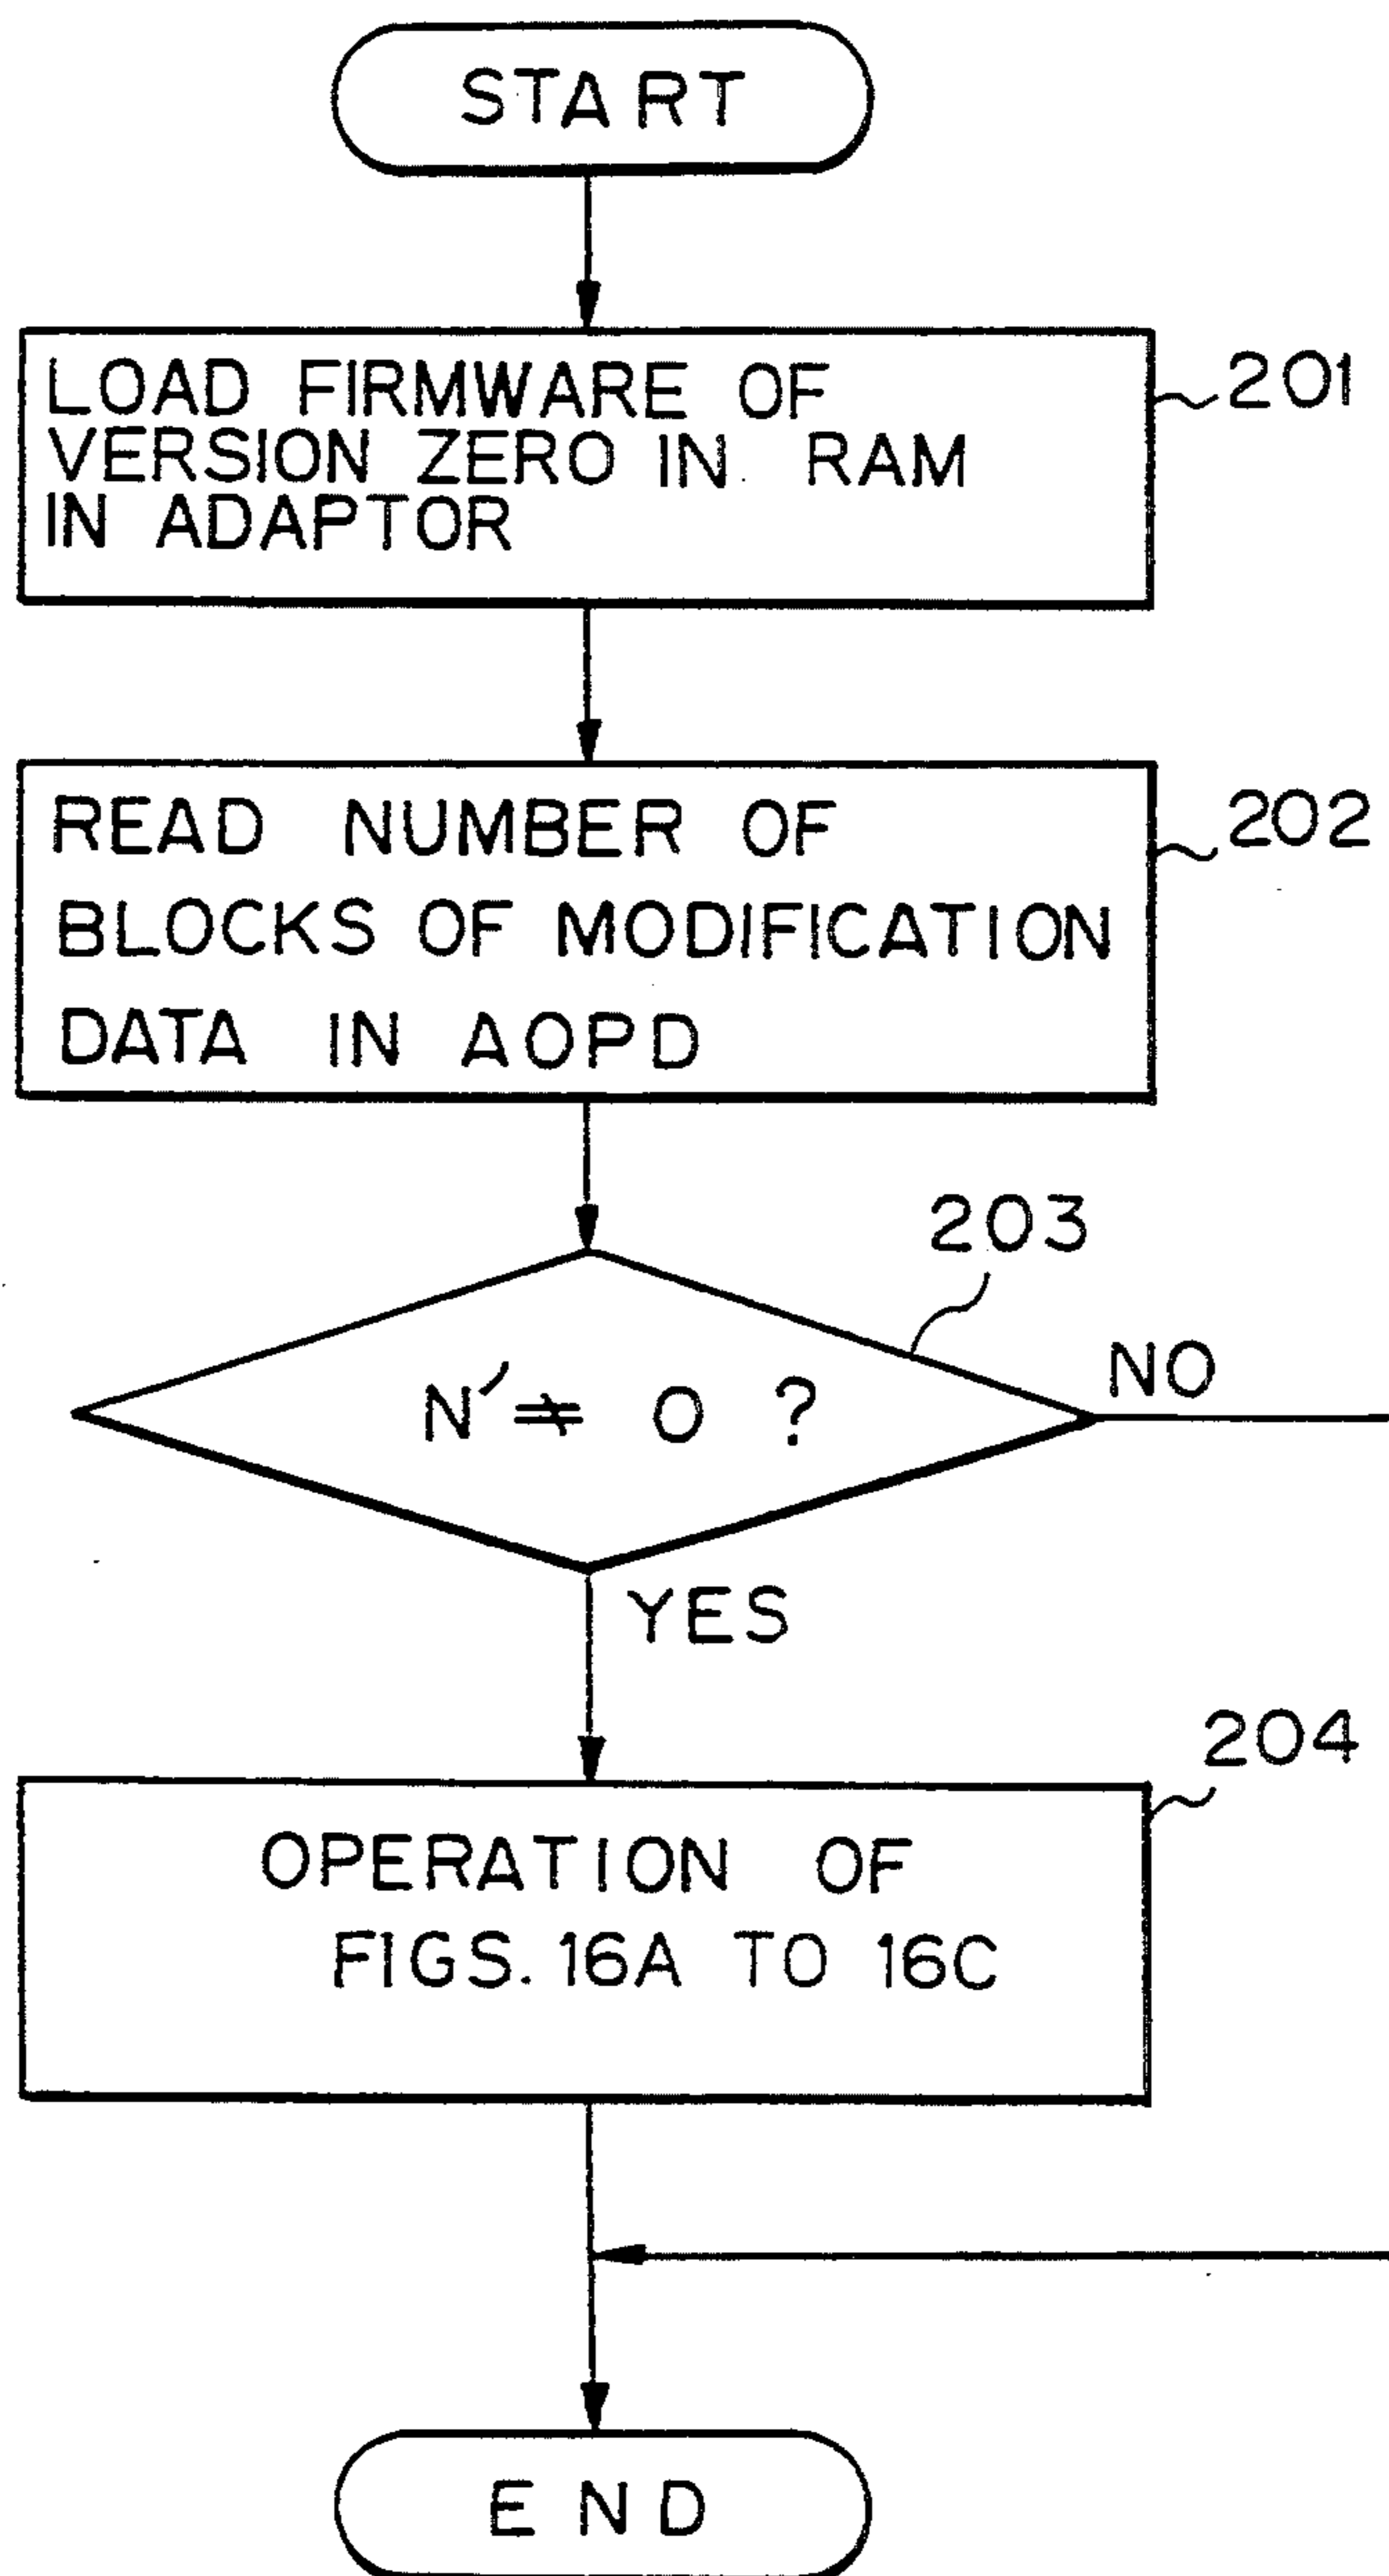 START
LOAD FIRMWARE OF
VERSION ZERO IN RAM
IN ADAPTOR
201
READ NUMBER OF
BLOCKS OF MODIFICATION
DATA IN AOPD
202
203
N' ≠ 0 ?
NO
YES
204
OPERATION OF
FIGS. 16A TO 16C
END